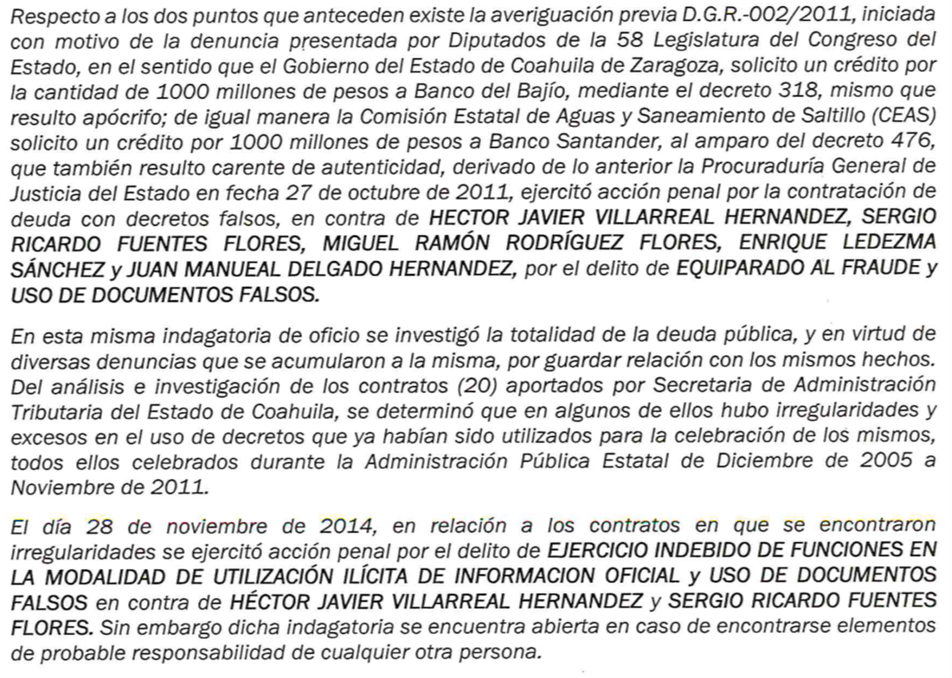 Respecto a los dos puntos que anteceden existe la averiguación previa D.G.R.-002/2011, iniciada
con motivo de la denuncia presentada por Diputados de la 58 Legislatura del Congreso del
Estado, en el sentido que el Gobierno del Estado de Coahuila de Zaragoza, solicito un crédito por
la cantidad de 1000 millones de pesos a Banco del Bajío, mediante el decreto 318, mismo que
resulto apócrifo; de igual manera la Comisión Estatal de Aguas y Saneamiento de Saltillo (CEAS)
solicito un crédito por 1000 millones de pesos a Banco Santander, al amparo del decreto 476,
que también resulto carente de autenticidad, derivado de lo anterior la Procuraduría General de
Justicia del Estado en fecha 27 de octubre de 2011, ejercitó acción penal por la contratación de
deuda con decretos falsos, en contra de HECTOR JAVIER VILLARREAL HERNANDEZ, SERGIO
RICARDO FUENTES FLORES, MIGUEL RAMÓN RODRÍGUEZ FLORES, ENRIQUE LEDEZMA
SÁNCHEZ y JUAN MANUEAL DELGADO HERNANDEZ, por el delito de EQUIPARADO AL FRAUDE y
USO DE DOCUMENTOS FALSOS.
En esta misma indagatoria de oficio se investigó la totalidad de la deuda pública, y en virtud de
diversas denuncias que se acumularon a la misma, por guardar relación con los mismos hechos.
Del análisis e investigación de los contratos (20) aportados por Secretaria de Administración
Tributaria del Estado de Coahuila, se determinó que en algunos de ellos hubo irregularidades y
excesos en el uso de decretos que ya habían sido utilizados para la celebración de los mismos,
todos ellos celebrados durante la Administración Pública Estatal de Diciembre de 2005 a
Noviembre de 2011.
El día 28 de noviembre de 2014, en relación a los contratos en que se encontraron
irregularidades se ejercitó acción penal por el delito de EJERCICIO INDEBIDO DE FUNCIONES EN
LA MODALIDAD DE UTILIZACIÓN ILÍCITA DE INFORMACION OFICIAL y USO DE DOCUMENTOS
FALSOS en contra de HÉCTOR JAVIER VILLARREAL HERNANDEZ y SERGIO RICARDO FUENTES
FLORES. Sin embargo dicha indagatoria se encuentra abierta en caso de encontrarse elementos
de probable responsabilidad de cualquier otra persona.